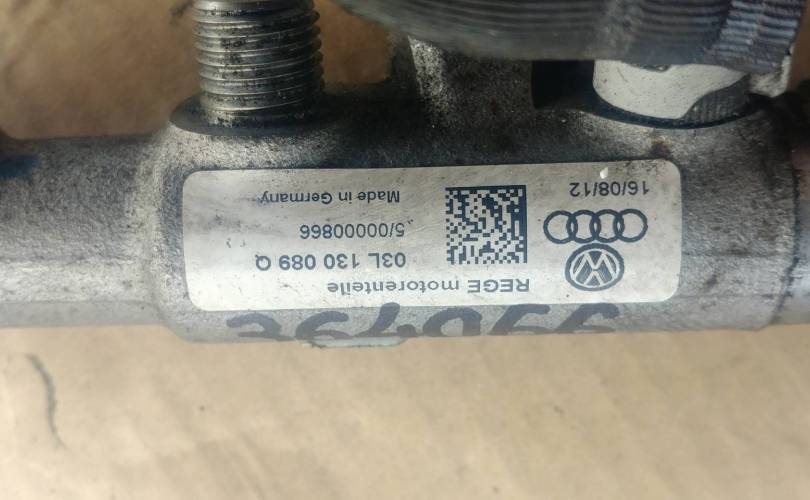 REGE motorenteile
03L 130 089 Q
5/00000866
Made in Germany
16/08/12